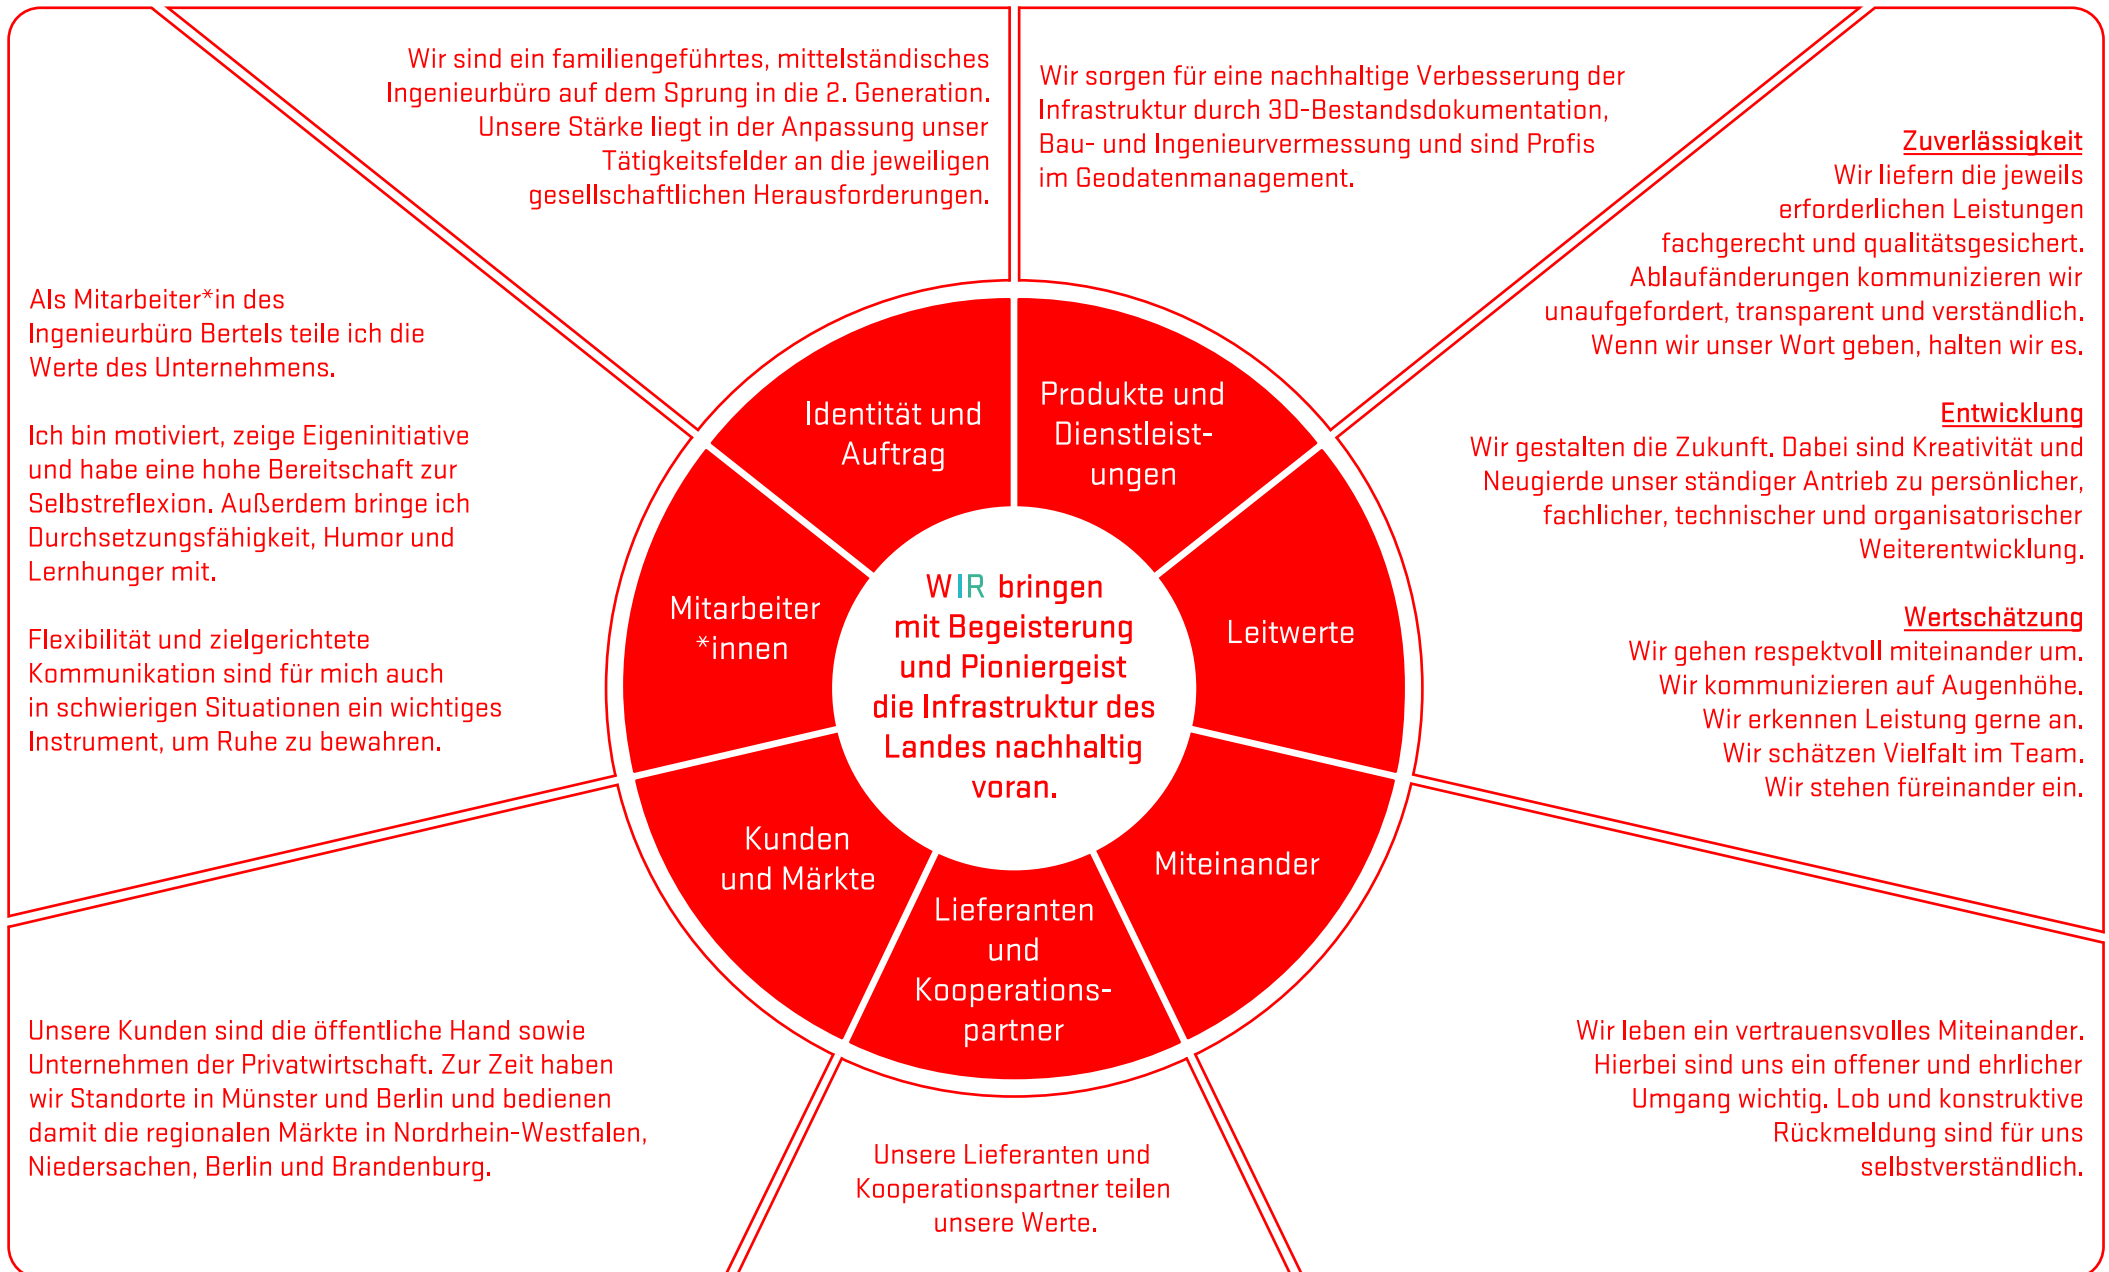 Wir sind ein familiengeführtes, mittelständisches
Ingenieurbüro auf dem Sprung in die 2. Generation.
Unsere Stärke liegt in der Anpassung unser
Tätigkeitsfelder an die jeweiligen
gesellschaftlichen Herausforderungen.
Wir sorgen für eine nachhaltige Verbesserung der
Infrastruktur durch 3D-Bestandsdokumentation,
Bau- und Ingenieurvermessung und sind Profis
im Geodatenmanagement.
Zuverlässigkeit
Wir liefern die jeweils
erforderlichen Leistungen
fachgerecht und qualitätsgesichert.
Ablaufänderungen kommunizieren wir
unaufgefordert, transparent und verständlich.
Wenn wir unser Wort geben, halten wir es.
Entwicklung
Wir gestalten die Zukunft. Dabei sind Kreativität und
Neugierde unser ständiger Antrieb zu persönlicher,
fachlicher, technischer und organisatorischer
Weiterentwicklung.
Wertschätzung
Wir gehen respektvoll miteinander um.
Wir kommunizieren auf Augenhöhe.
Wir erkennen Leistung gerne an.
Wir schätzen Vielfalt im Team.
Wir stehen füreinander ein.
Als Mitarbeiter*in des
Ingenieurbüro Bertels teile ich die
Werte des Unternehmens.
Ich bin motiviert, zeige Eigeninitiative
und habe eine hohe Bereitschaft zur
Selbstreflexion. Außerdem bringe ich
Durchsetzungsfähigkeit, Humor und
Lernhunger mit.
Flexibilität und zielgerichtete
Kommunikation sind für mich auch
in schwierigen Situationen ein wichtiges
Instrument, um Ruhe zu bewahren.
Identität und
Auftrag
Produkte und
Dienstleist-
ungen
Mitarbeiter
*innen
Leitwerte
WIR bringen
mit Begeisterung
und Pioniergeist
die Infrastruktur des
Landes nachhaltig
voran.
Kunden
und Märkte
Miteinander
Lieferanten
und
Kooperations-
partner
Unsere Kunden sind die öffentliche Hand sowie
Unternehmen der Privatwirtschaft. Zur Zeit haben
wir Standorte in Münster und Berlin und bedienen
damit die regionalen Märkte in Nordrhein-Westfalen,
Niedersachen, Berlin und Brandenburg.
Unsere Lieferanten und
Kooperationspartner teilen
unsere Werte.
Wir leben ein vertrauensvolles Miteinander.
Hierbei sind uns ein offener und ehrlicher
Umgang wichtig. Lob und konstruktive
Rückmeldung sind für uns
selbstverständlich.